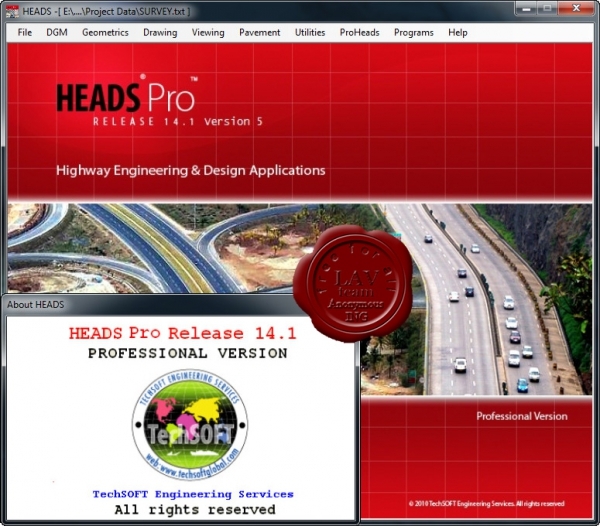 HEADS -[ E:\...\Project Data\SURVEY.txt ]
File DGM Geometrics Drawing Viewing Pavement Utilities ProHeads Programs Help
HEADS® Pro™
RELEASE 14.1 Version 5
Highway Engineering & Design Applications
LAV
team
Anonymous
ING
About HEADS
HEADS Pro Release 14.1
PROFESSIONAL VERSION
TECHSOFT ENGINEERING SERVICES
TechSOFT
web: www.techsoftglobal.com
TechSOFT Engineering Services
All rights reserved
Professional Version
© 2010 TechSOFT Engineering Services. All rights reserved